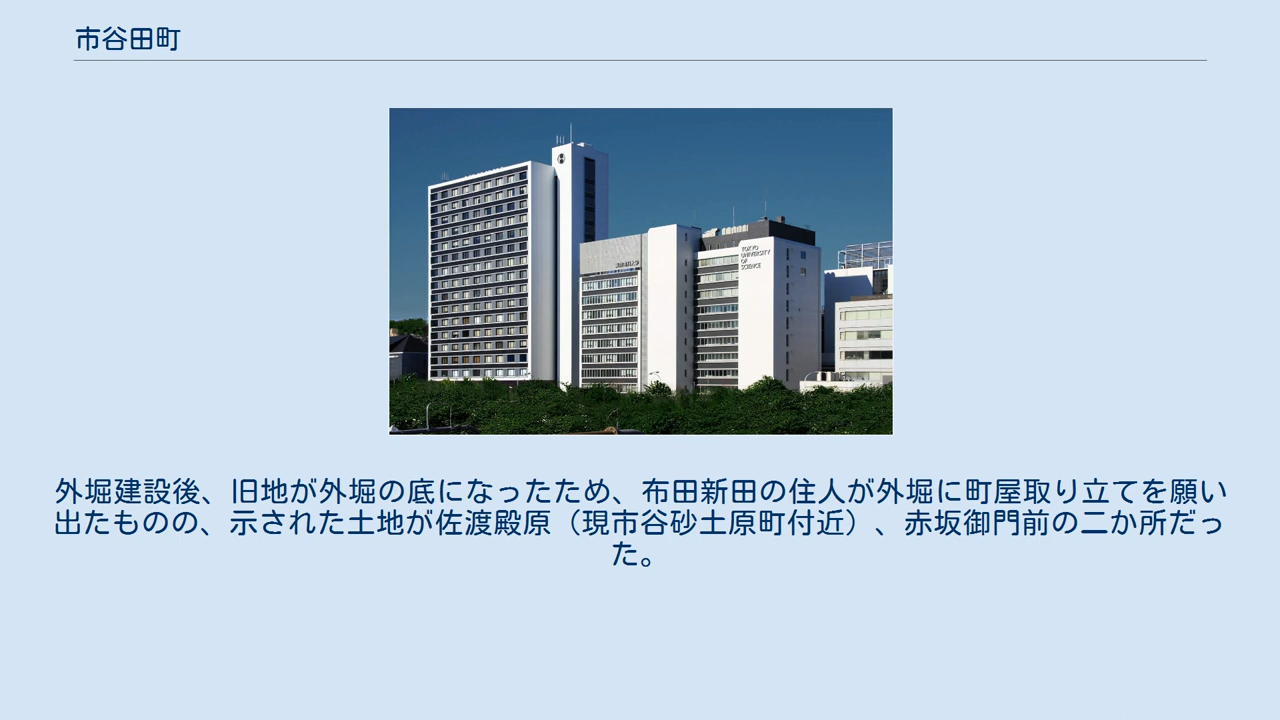 市谷田町
TOKYO
UNIVERSITY
OF
SCIENCE
外堀建設後、旧地が外堀の底になったため、布田新田の住人が外堀に町屋取り立てを願い
出たものの、示された土地が佐渡殿原（現市谷砂土原町付近）、赤坂御門前の二か所だっ
た。